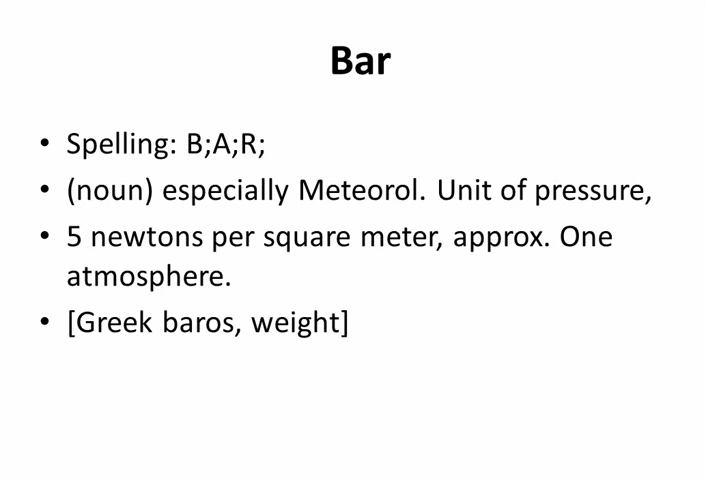 Bar
• Spelling: B;A;R;
• (noun) especially Meteorol. Unit of pressure,
• 5 newtons per square meter, approx. One
atmosphere.
• [Greek baros, weight]